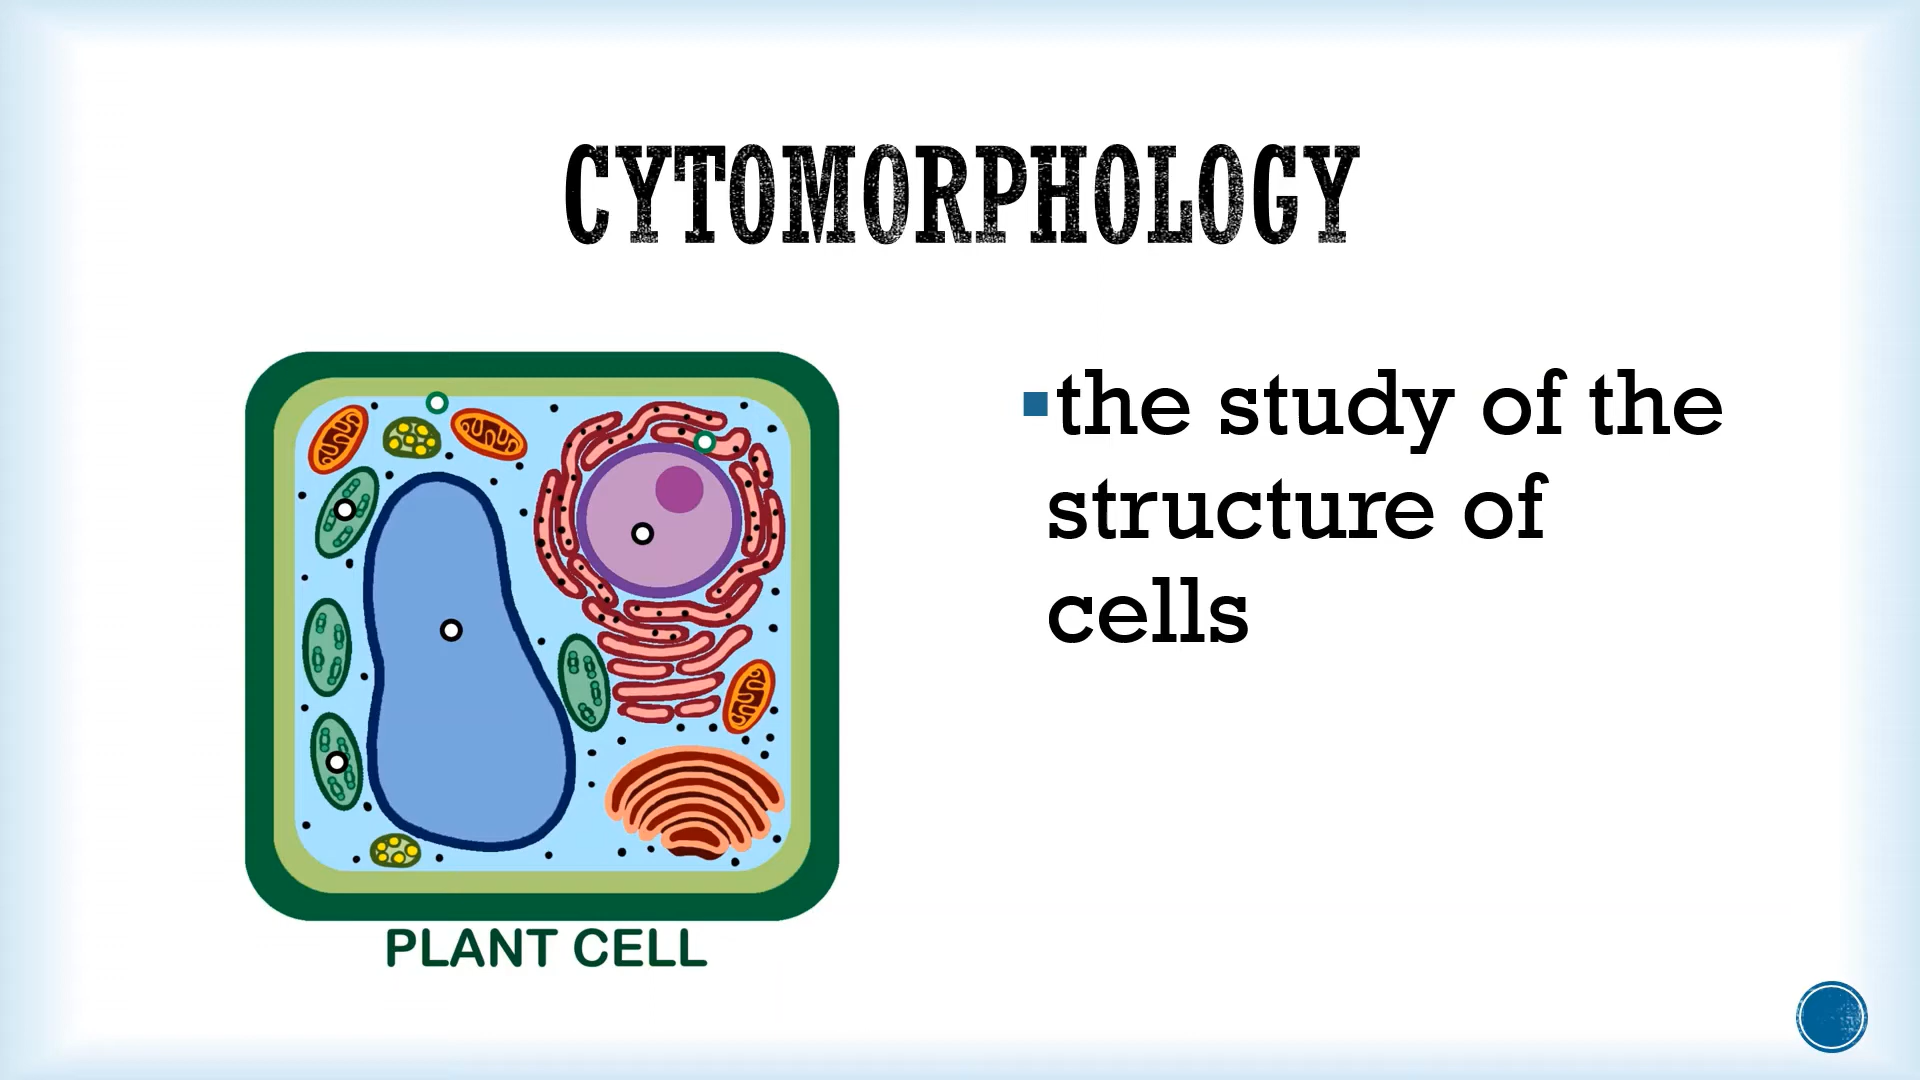 CYTOMORPHOLOGY
▪the study of the
structure of
cells
PLANT CELL